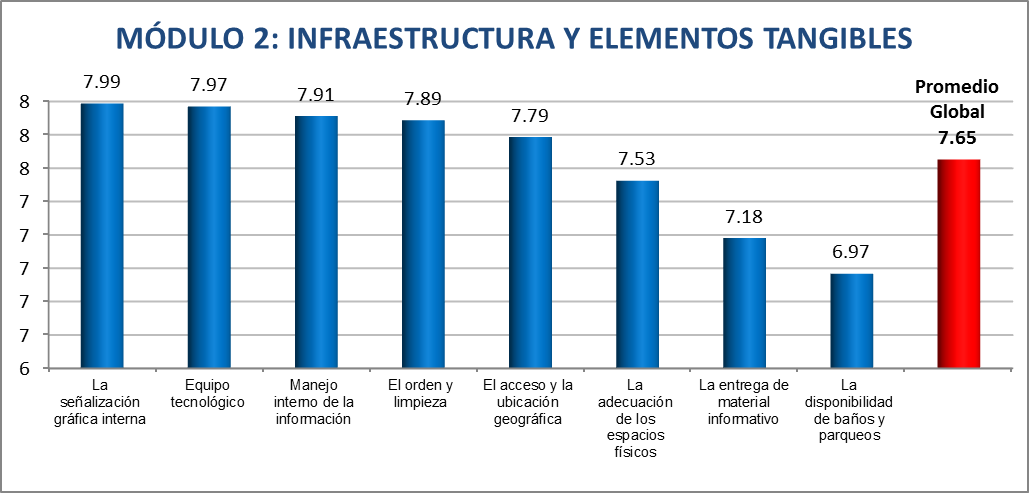 MÓDULO 2: INFRAESTRUCTURA Y ELEMENTOS TANGIBLES
7.99
7.97
7.91
7.89
7.79
7.53
7.18
6.97
Promedio
Global
7.65
8
8
8
7
7
7
7
7
6
La
señalización
gráfica interna
Equipo
tecnológico
Manejo
interno de la
información
El orden y
limpieza
El acceso y la
ubicación
geográfica
La
adecuación
de los
espacios
físicos
La entrega de
material
informativo
La
disponibilidad
de baños y
parqueos